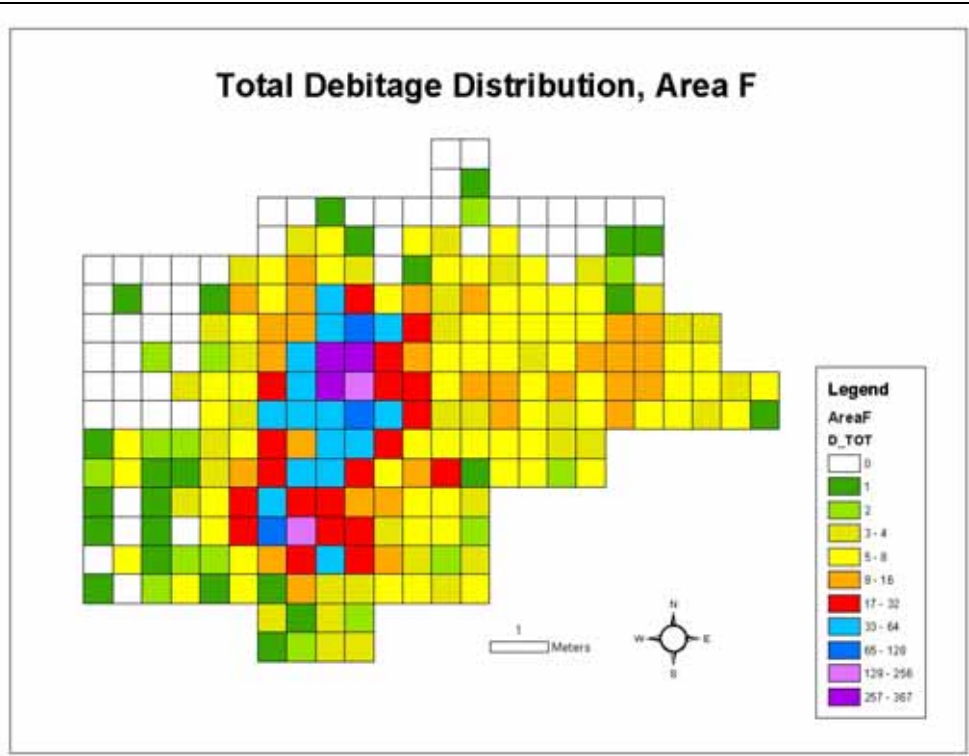 Total Debitage Distribution, Area F
Legend
AreaF
D_TOT
0
1
2
3 - 4
5 - 8
9 - 16
17 - 32
33 - 64
65 - 128
129 - 256
257 - 367
1
Meters
N
W
E
S